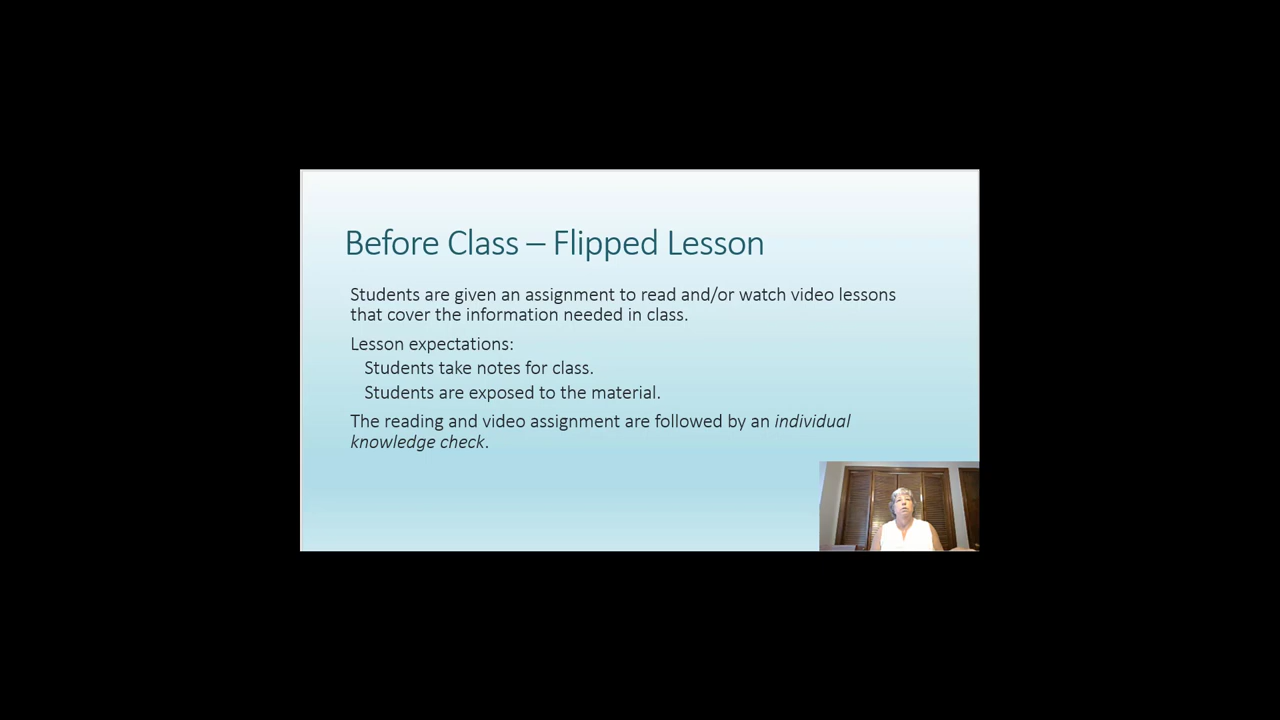 Before Class – Flipped Lesson
Students are given an assignment to read and/or watch video lessons
that cover the information needed in class.
Lesson expectations:
Students take notes for class.
Students are exposed to the material.
The reading and video assignment are followed by an individual
knowledge check.